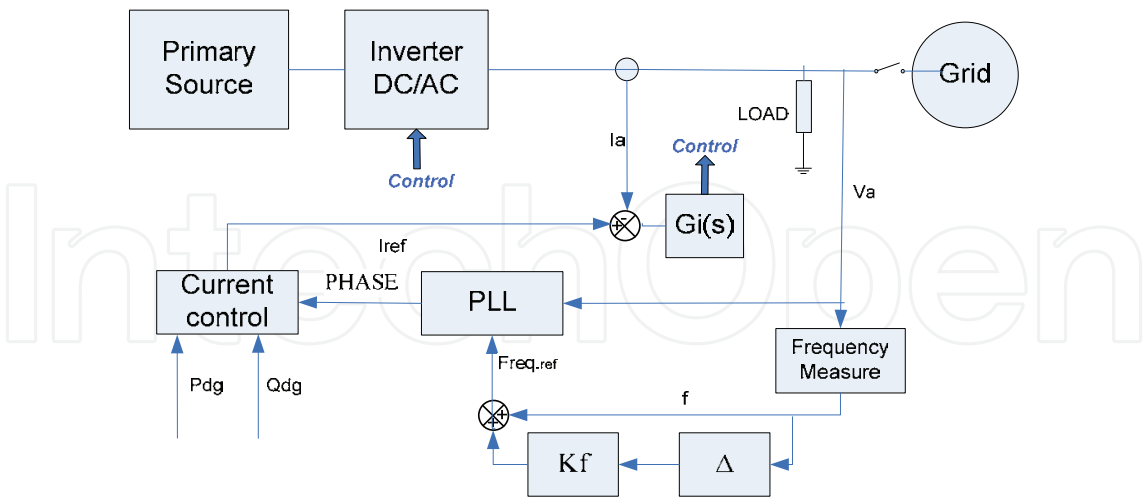 Primary
Source
Inverter
DC/AC
Grid
LOAD
Ia
Control
Control
Va
Gi(s)
Iref
Current
control
PHASE
PLL
Frequency
Measure
Freq.ref
Pdg
Qdg
f
Kf
Δ
IntechOpen